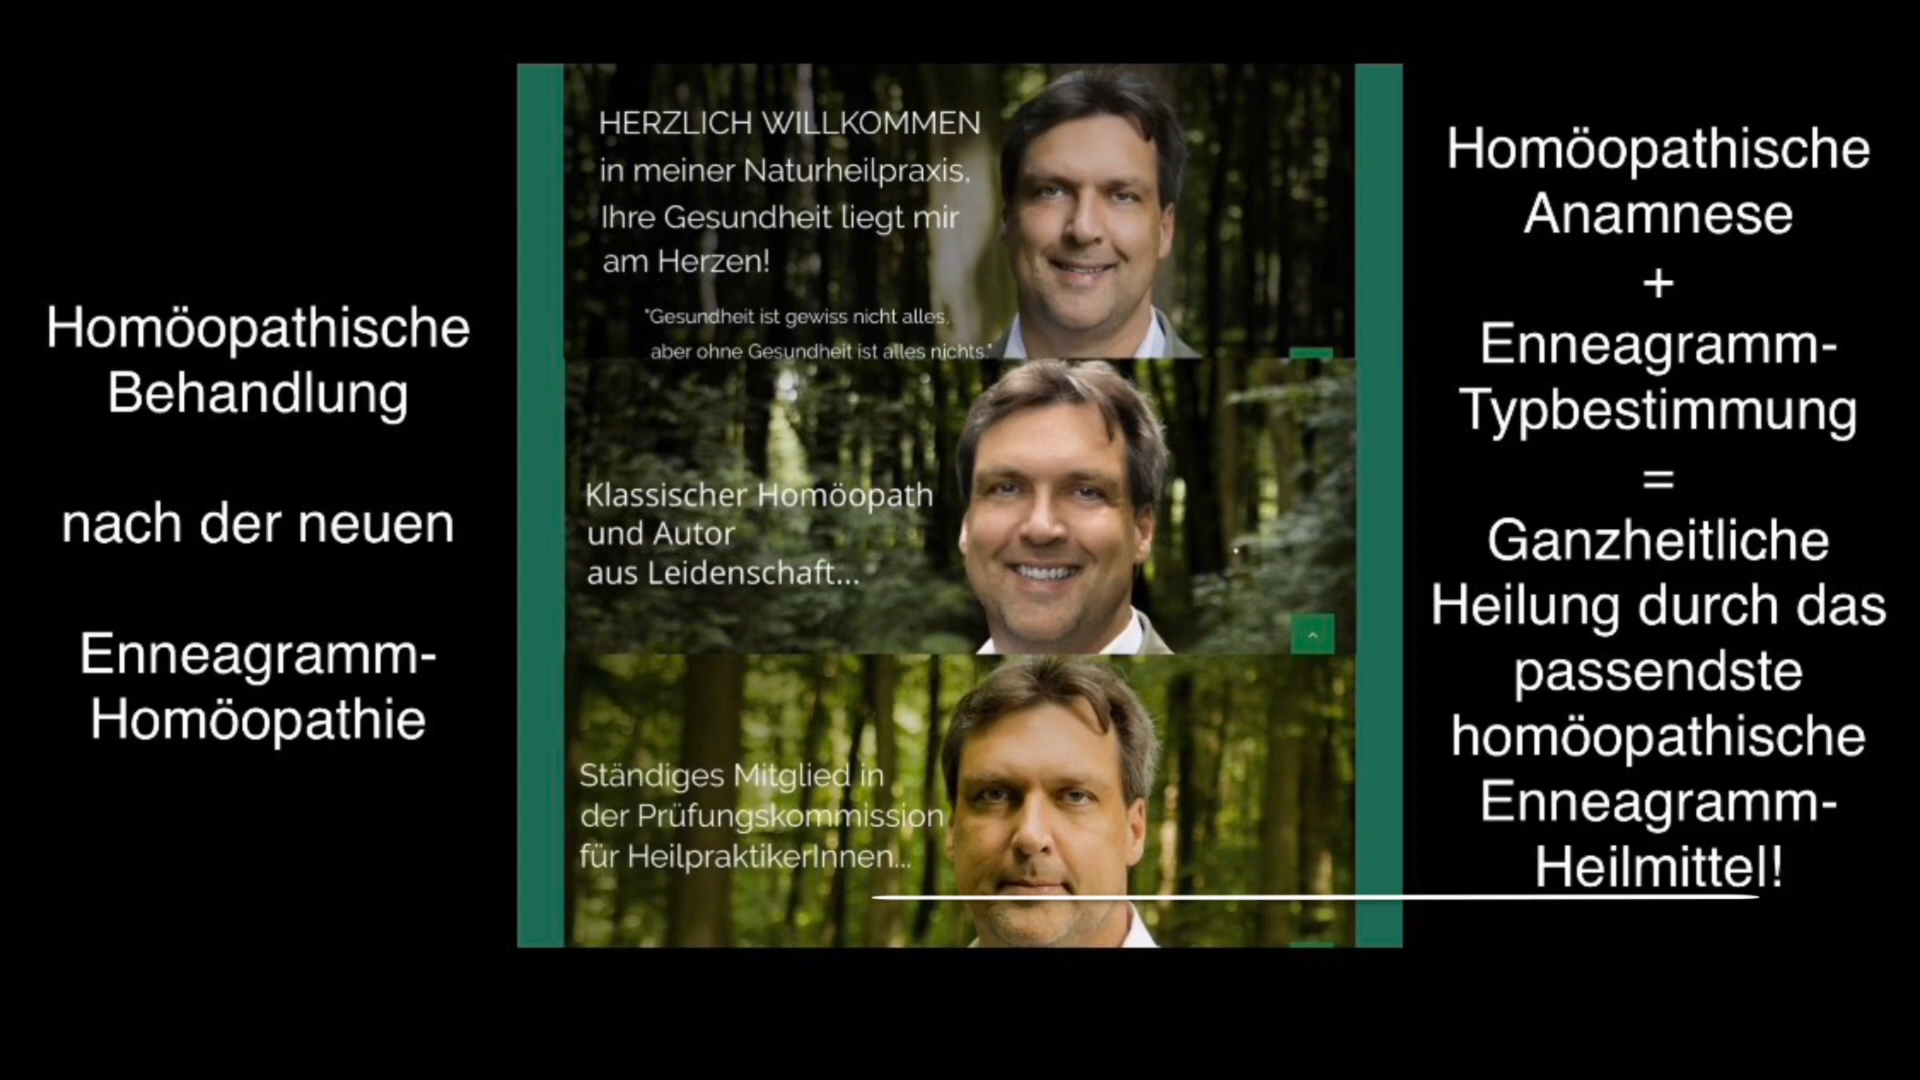 Homöopathische
Behandlung
nach der neuen
Enneagramm-
Homöopathie
HERZLICH WILLKOMMEN
in meiner Naturheilpraxis,
Ihre Gesundheit liegt mir
am Herzen!
"Gesundheit ist gewiss nicht alles,
aber ohne Gesundheit ist alles nichts."
Klassischer Homöopath
und Autor
aus Leidenschaft...
Ständiges Mitglied in
der Prüfungskommission
für HeilpraktikerInnen...
Homöopathische
Anamnese
+
Enneagramm-
Typbestimmung
=
Ganzheitliche
Heilung durch das
passendste
homöopathische
Enneagramm-
Heilmittel!